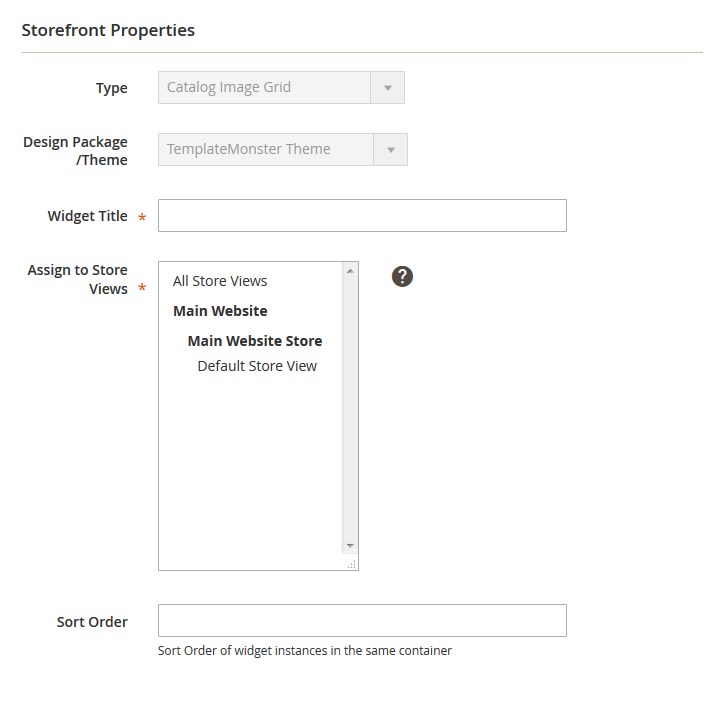 Storefront Properties
Type
Catalog Image Grid
Design Package
/Theme
TemplateMonster Theme
Widget Title *
Assign to Store
Views *
All Store Views
Main Website
Main Website Store
Default Store View
?
Sort Order
Sort Order of widget instances in the same container